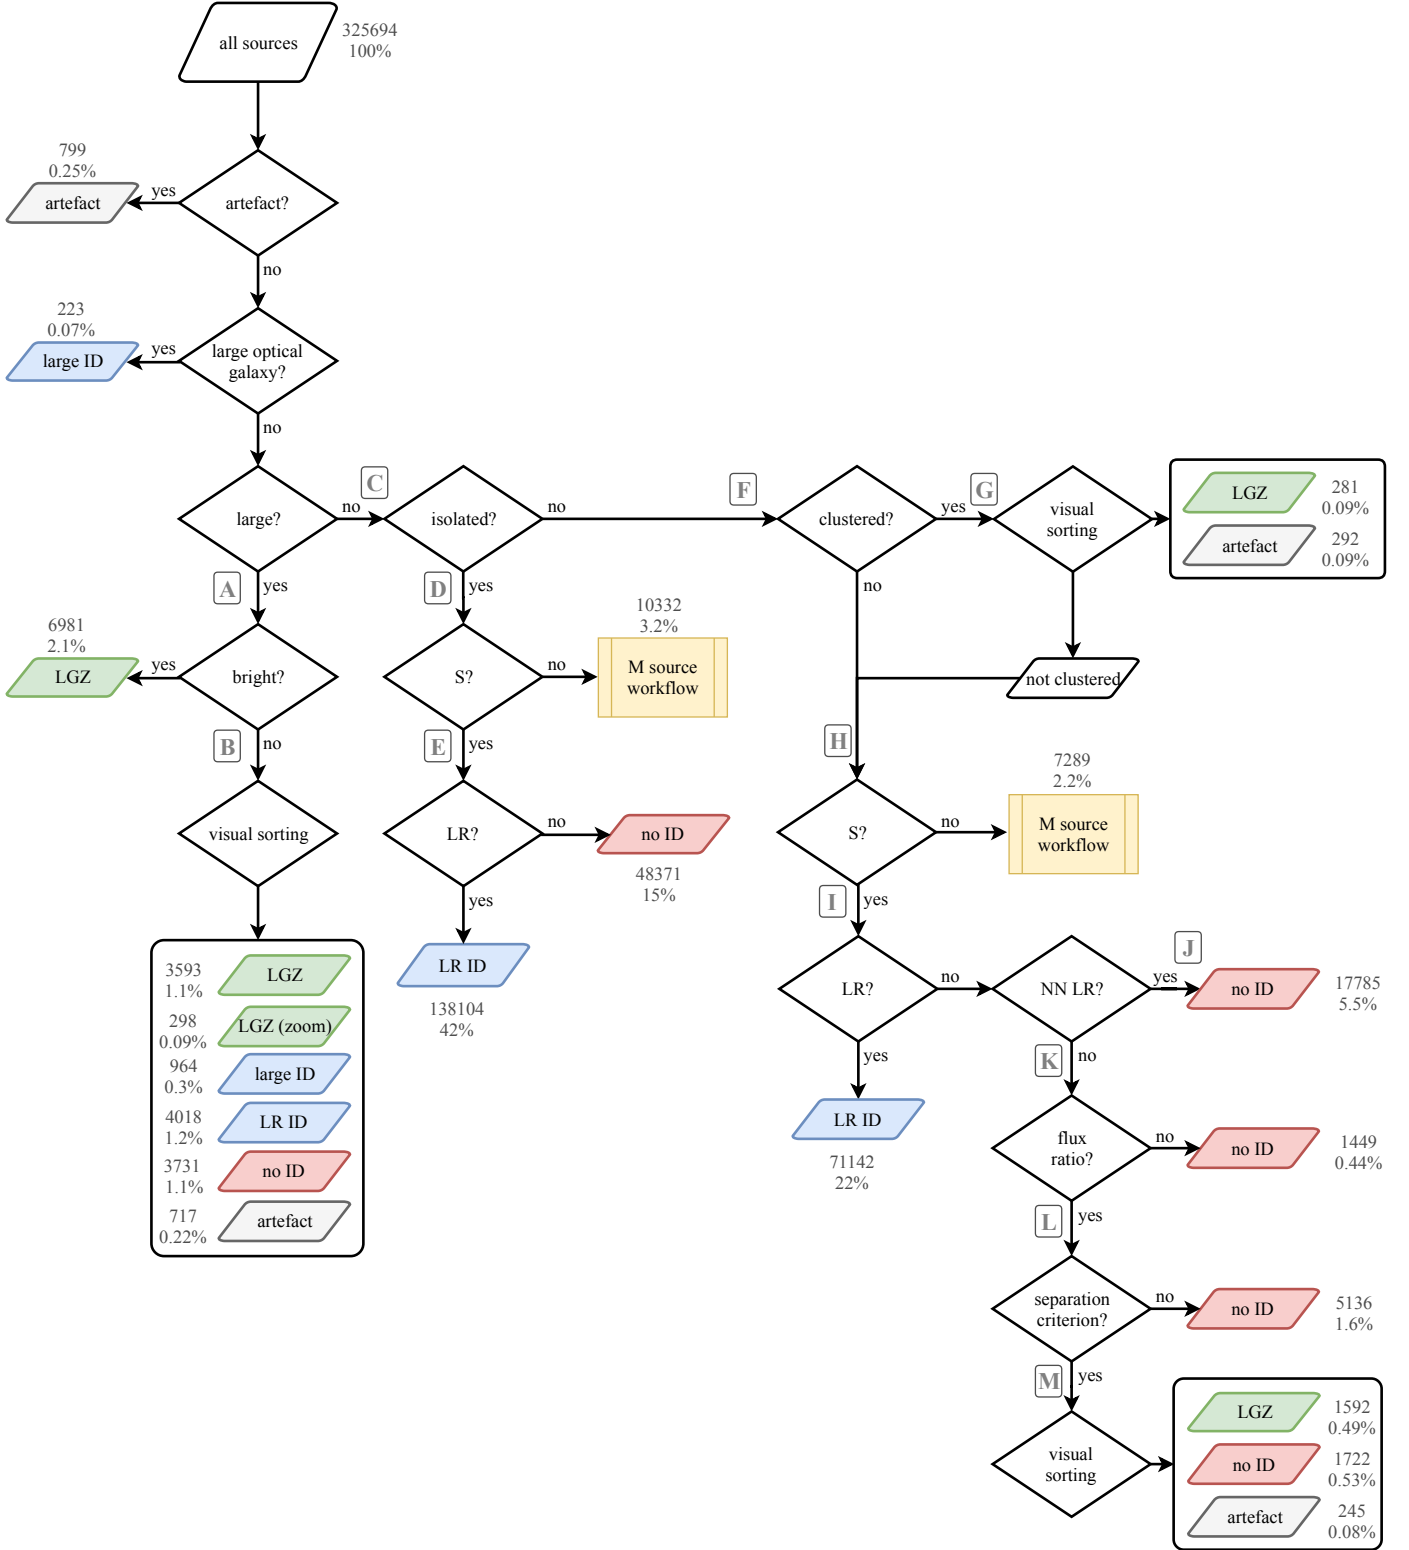 all sources
325694
100%
799
0.25%
artefact
yes
artefact?
no
223
0.07%
large ID
yes
large optical
galaxy?
no
large?
no
C
isolated?
no
F
clustered?
yes
G
visual
sorting
LGZ
281
0.09%
artefact
292
0.09%
A
yes
D
yes
no
6981
2.1%
LGZ
yes
bright?
S?
no
10332
3.2%
M source
workflow
not clustered
B
no
E
yes
H
visual sorting
LR?
no
no ID
48371
15%
S?
no
7289
2.2%
M source
workflow
yes
I
yes
LR ID
138104
42%
3593
1.1%
LGZ
298
0.09%
LGZ (zoom)
964
0.3%
large ID
4018
1.2%
LR ID
3731
1.1%
no ID
717
0.22%
artefact
LR?
no
NN LR?
yes
J
no ID
17785
5.5%
yes
K
no
LR ID
71142
22%
flux
ratio?
no
no ID
1449
0.44%
L
yes
separation
criterion?
no
no ID
5136
1.6%
M
yes
visual
sorting
LGZ
1592
0.49%
no ID
1722
0.53%
artefact
245
0.08%